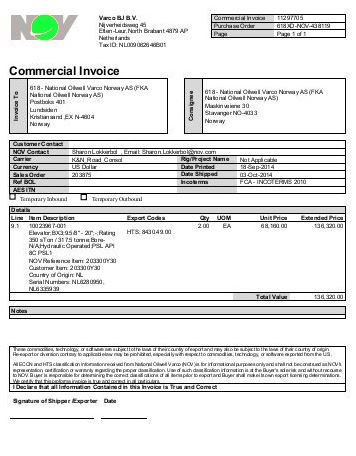 NOV
Varco BJ B.V.
Nijverheidsweg 45
Etten-Leur, North Brabant 4879 AP
Netherlands
Tax ID: NL009062646B01
Commercial Invoice 11297705
Purchase Order 618XD-NOV-438119
Page Page 1 of 1
Commercial Invoice
Invoice To
618 - National Oilwell Varco Norway AS (FKA
National Oilwell Norway AS)
Postboks 401
Lundsiden
Kristiansand ,EX N-4604
Norway
Consignee
618 - National Oilwell Varco Norway AS (FKA
National Oilwell Norway AS)
Maskinveiene 30
Stavanger NO-4033
Norway
Customer Contact
NOV Contact Sharon Lokkerbol , Email: Sharon.Lokkerbol@nov.com
Carrier K&N_Road_Consol Rig/Project Name Not Applicable
Currency US Dollar Date Printed 18-Sep-2014
Sales Order 203875 Date Shipped 03-Oct-2014
Ref BOL Incoterms FCA - INCOTERMS 2010
AES ITN
Temporary Inbound Temporary Outbound
Details
Line Item Description Export Codes Qty UOM Unit Price Extended Price
9.1 10023967-001 HTS: 8430.49.00 2.00 EA 68,160.00 136,320.00
Elevator;BX3;9.5/8" - 20";- Rating
350 sTon / 317.5 tonne;Bore-
N/A;Hydraulic Operated;PSL API
8C PSL1
NOV Reference Item: 203300Y30
Customer Item: 203300Y30
Country of Origin: NL
Serial Numbers: NL6280950,
NL6335939
Total Value 136,320.00
Notes
These commodities, technology, or software are subject to the laws of their country of export and may also be subject to the laws of their country of origin.
Re-export or diversion contrary to applicable law may be prohibited, especially with respect to commodities, technology, or software exported from the U.S.
All ECCN and HTS classification information received from National Oilwell Varco (NOV) is for informational purposes only and shall not be construed as NOV's
representation, certification or warranty regarding the proper classification. Use of such classification information is at the Buyer's sole risk and without recourse
to NOV. Buyer is responsible for determining the correct classifications of all items prior to export and Buyer shall make its own export licensing determinations.
We certify that this proforma invoice is true and correct in all particulars.
I Declare that all Information Contained in this Invoice is True and Correct
Signature of Shipper /Exporter Date